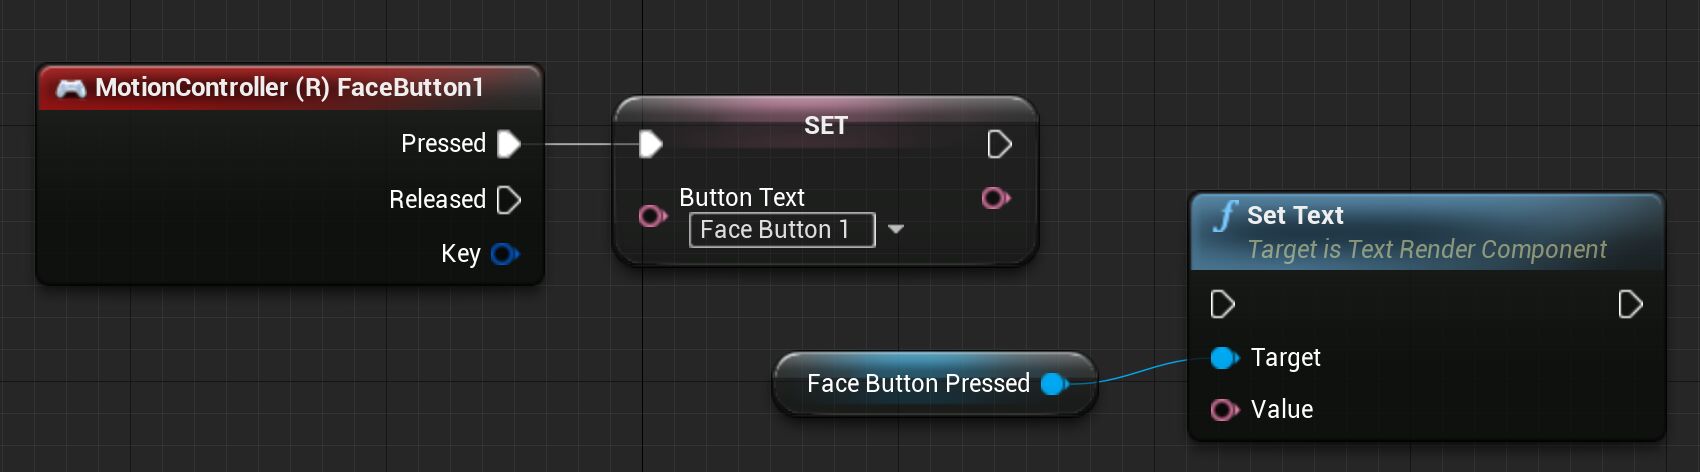 MotionController (R) FaceButton1
Pressed
Released
Key
SET
Button Text
Face Button 1
Face Button Pressed
Set Text
Target is Text Render Component
Target
Value